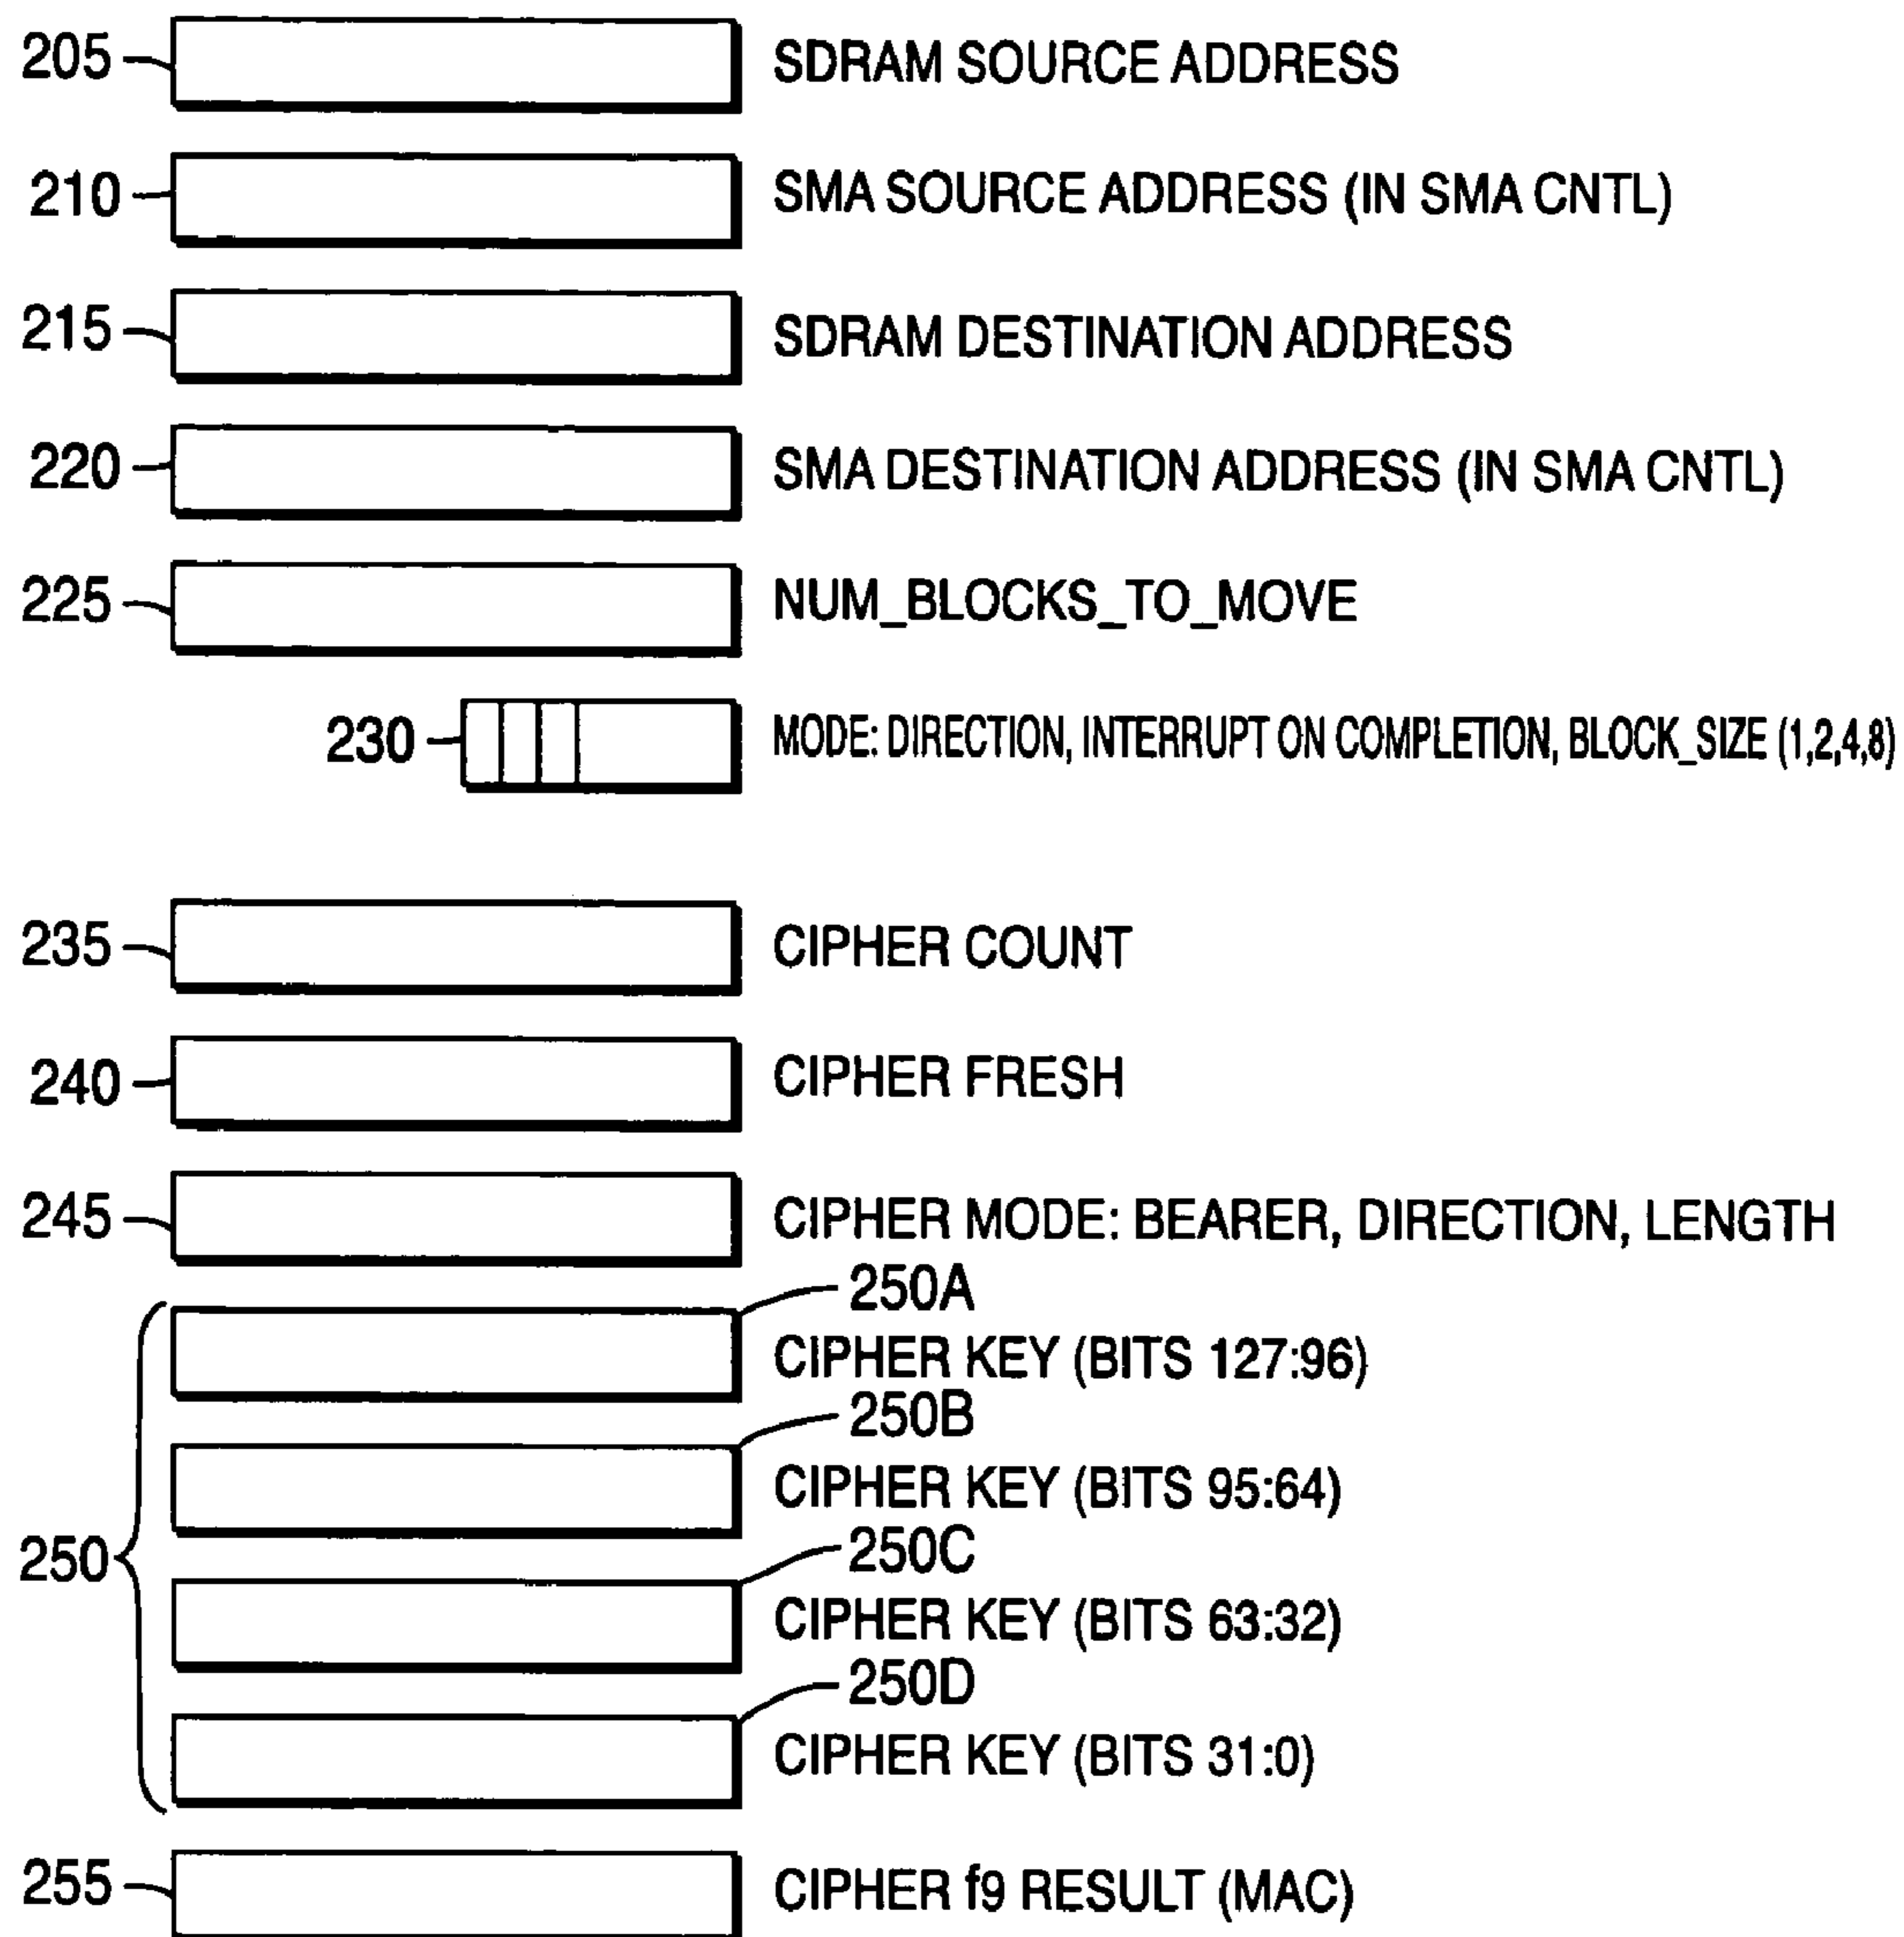 205 SDRAM SOURCE ADDRESS
210 SMA SOURCE ADDRESS (IN SMA CNTL)
215 SDRAM DESTINATION ADDRESS
220 SMA DESTINATION ADDRESS (IN SMA CNTL)
225 NUM_BLOCKS_TO_MOVE
230 MODE: DIRECTION, INTERRUPT ON COMPLETION, BLOCK_SIZE (1,2,4,8)
235 CIPHER COUNT
240 CIPHER FRESH
245 CIPHER MODE: BEARER, DIRECTION, LENGTH
250A
CIPHER KEY (BITS 127:96)
250B
CIPHER KEY (BITS 95:64)
250C
250
CIPHER KEY (BITS 63:32)
250D
CIPHER KEY (BITS 31:0)
255 CIPHER f9 RESULT (MAC)